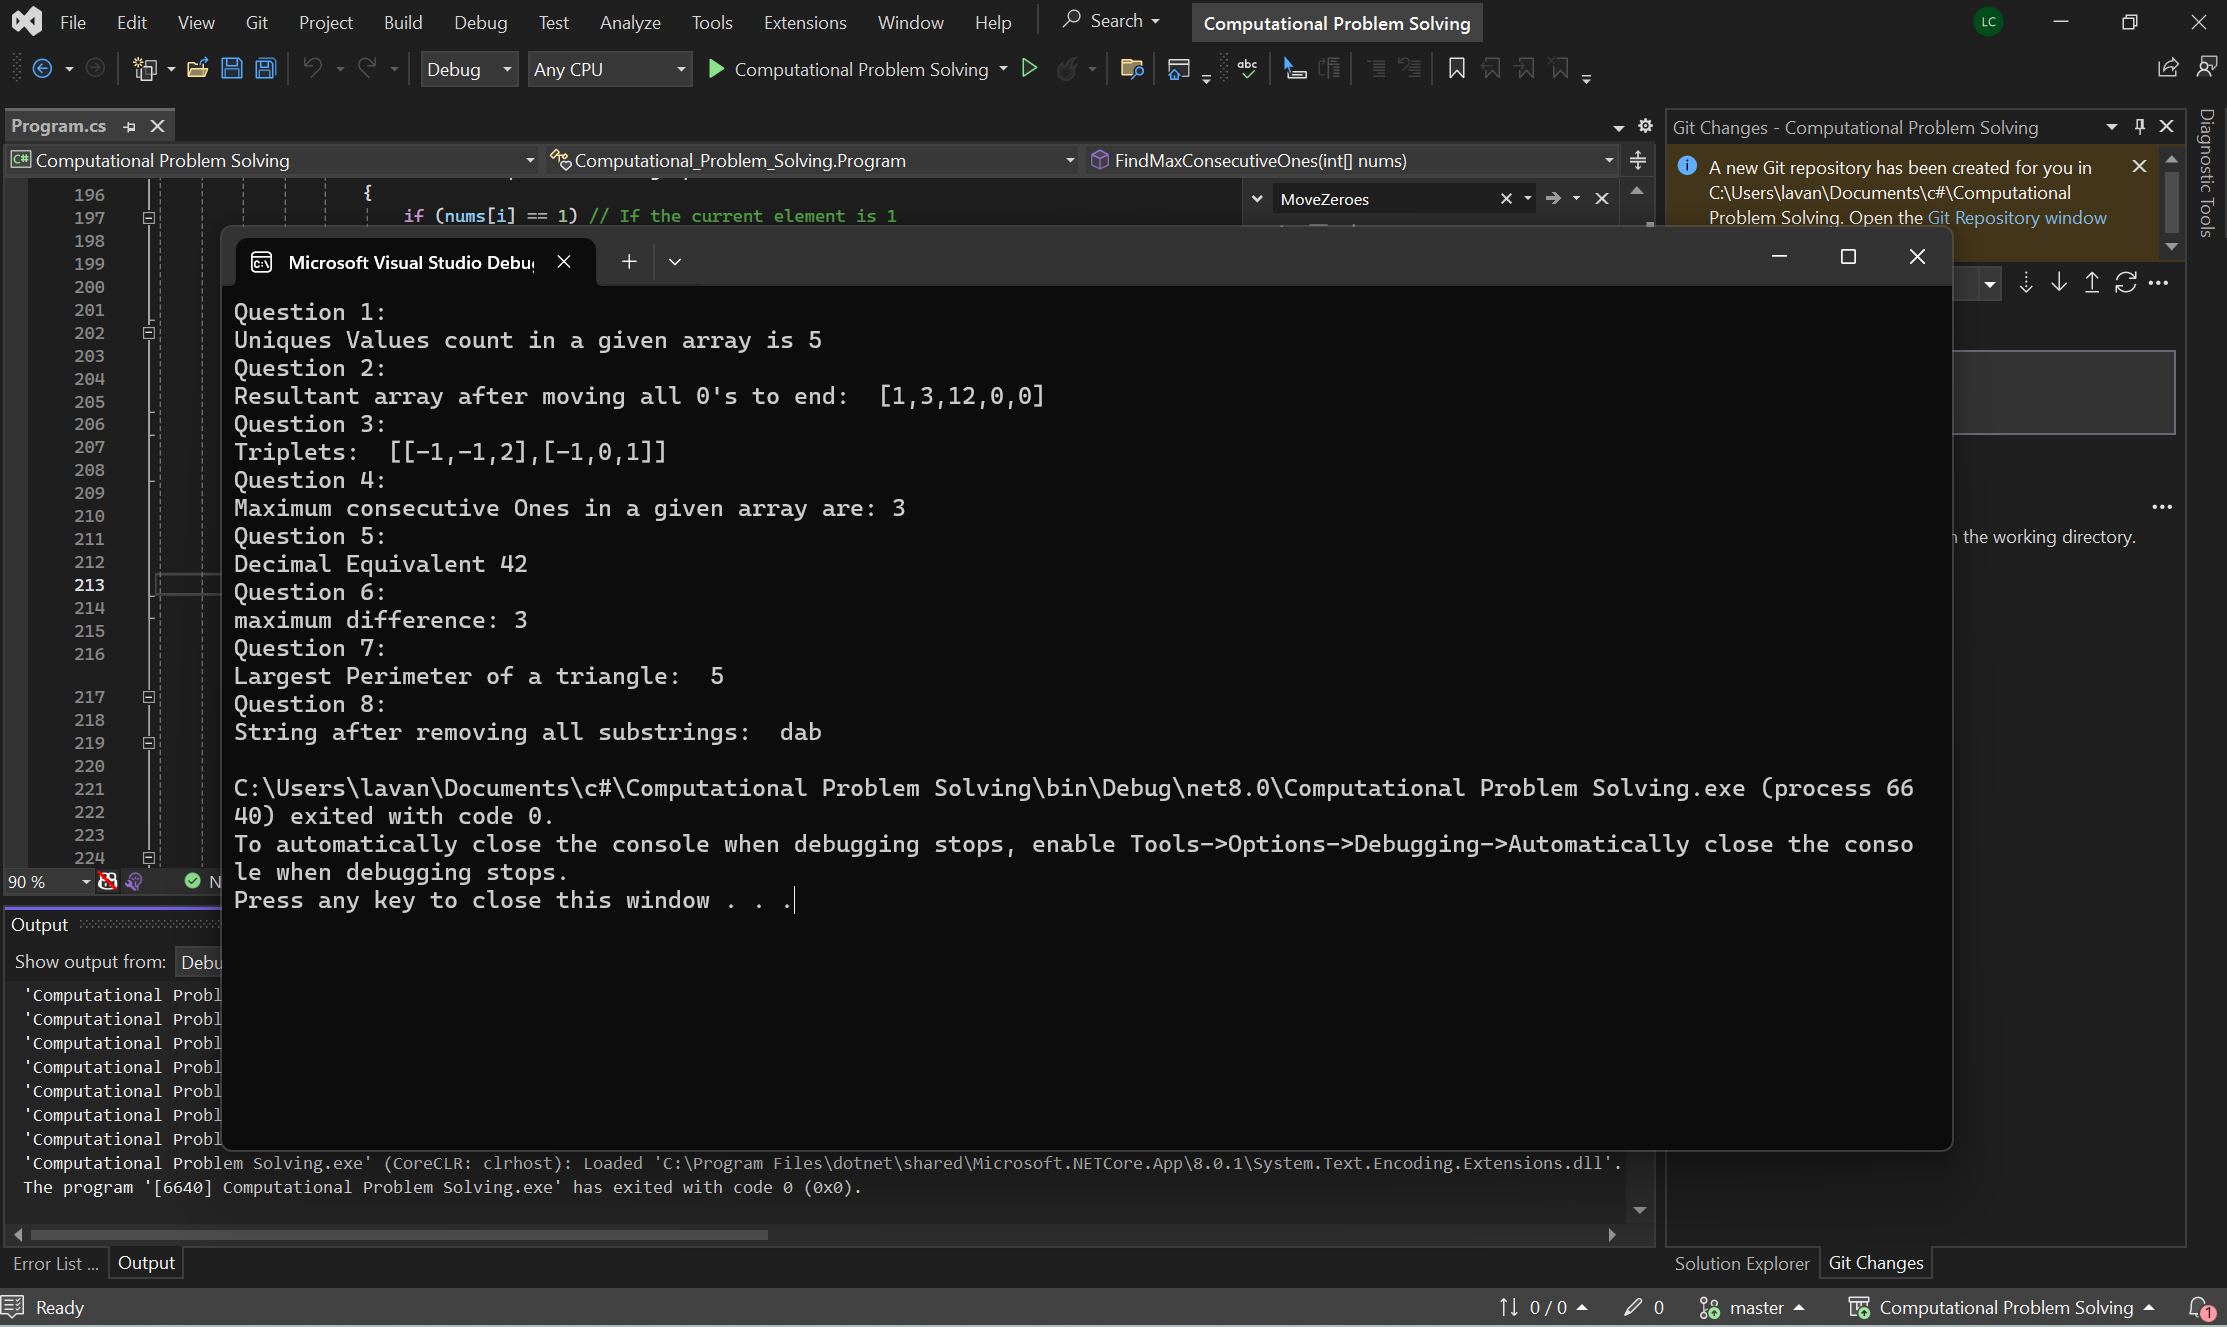 File Edit View Git Project Build Debug Test Analyze Tools Extensions Window Help Search Computational Problem Solving LC
Debug Any CPU Computational Problem Solving abc
Program.cs
Git Changes - Computational Problem Solving
Diagnostic Tools
C# Computational Problem Solving Computational_Problem_Solving.Program FindMaxConsecutiveOnes(int[] nums)
A new Git repository has been created for you in
C:\Users\lavan\Documents\c#\Computational
Problem Solving. Open the Git Repository window
MoveZeroes
196 {
197 if (nums[i] == 1) // If the current element is 1
198
199
200
201
202
203
204
205
206
207
208
209
210
211
212
213
214
215
216
217
218
219
220
221
222
223
224
Microsoft Visual Studio Debu
Question 1:
Uniques Values count in a given array is 5
Question 2:
Resultant array after moving all 0's to end:  [1,3,12,0,0]
Question 3:
Triplets:  [[-1,-1,2],[-1,0,1]]
Question 4:
Maximum consecutive Ones in a given array are: 3
Question 5:
Decimal Equivalent 42
Question 6:
maximum difference: 3
Question 7:
Largest Perimeter of a triangle:  5
Question 8:
String after removing all substrings:  dab
C:\Users\lavan\Documents\c#\Computational Problem Solving\bin\Debug\net8.0\Computational Problem Solving.exe (process 66
40) exited with code 0.
To automatically close the console when debugging stops, enable Tools->Options->Debugging->Automatically close the conso
le when debugging stops.
Press any key to close this window . . .
the working directory.
90 % N
Output
Show output from: Debu
'Computational Probl
'Computational Probl
'Computational Probl
'Computational Probl
'Computational Probl
'Computational Probl
'Computational Probl
'Computational Problem Solving.exe' (CoreCLR: clrhost): Loaded 'C:\Program Files\dotnet\shared\Microsoft.NETCore.App\8.0.1\System.Text.Encoding.Extensions.dll'.
The program '[6640] Computational Problem Solving.exe' has exited with code 0 (0x0).
Error List ... Output
Solution Explorer Git Changes
Ready 0 / 0 0 master Computational Problem Solving 1